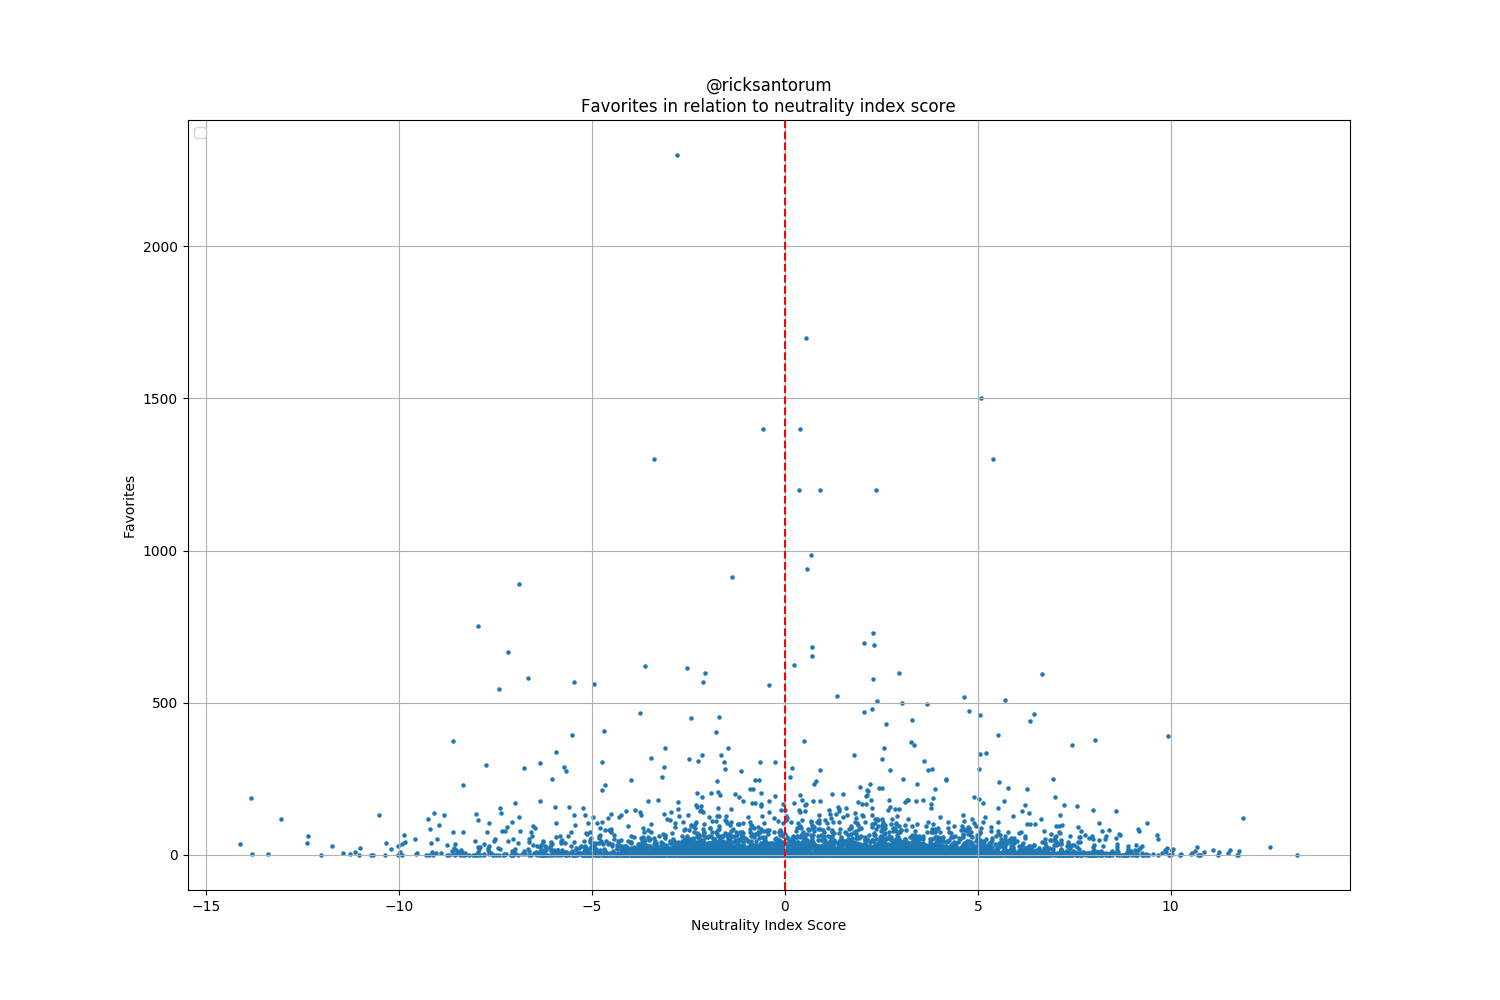 @ricksantorum
Favorites in relation to neutrality index score
2000
1500
1000
500
0
Favorites
−15
−10
−5
0
5
10
Neutrality Index Score